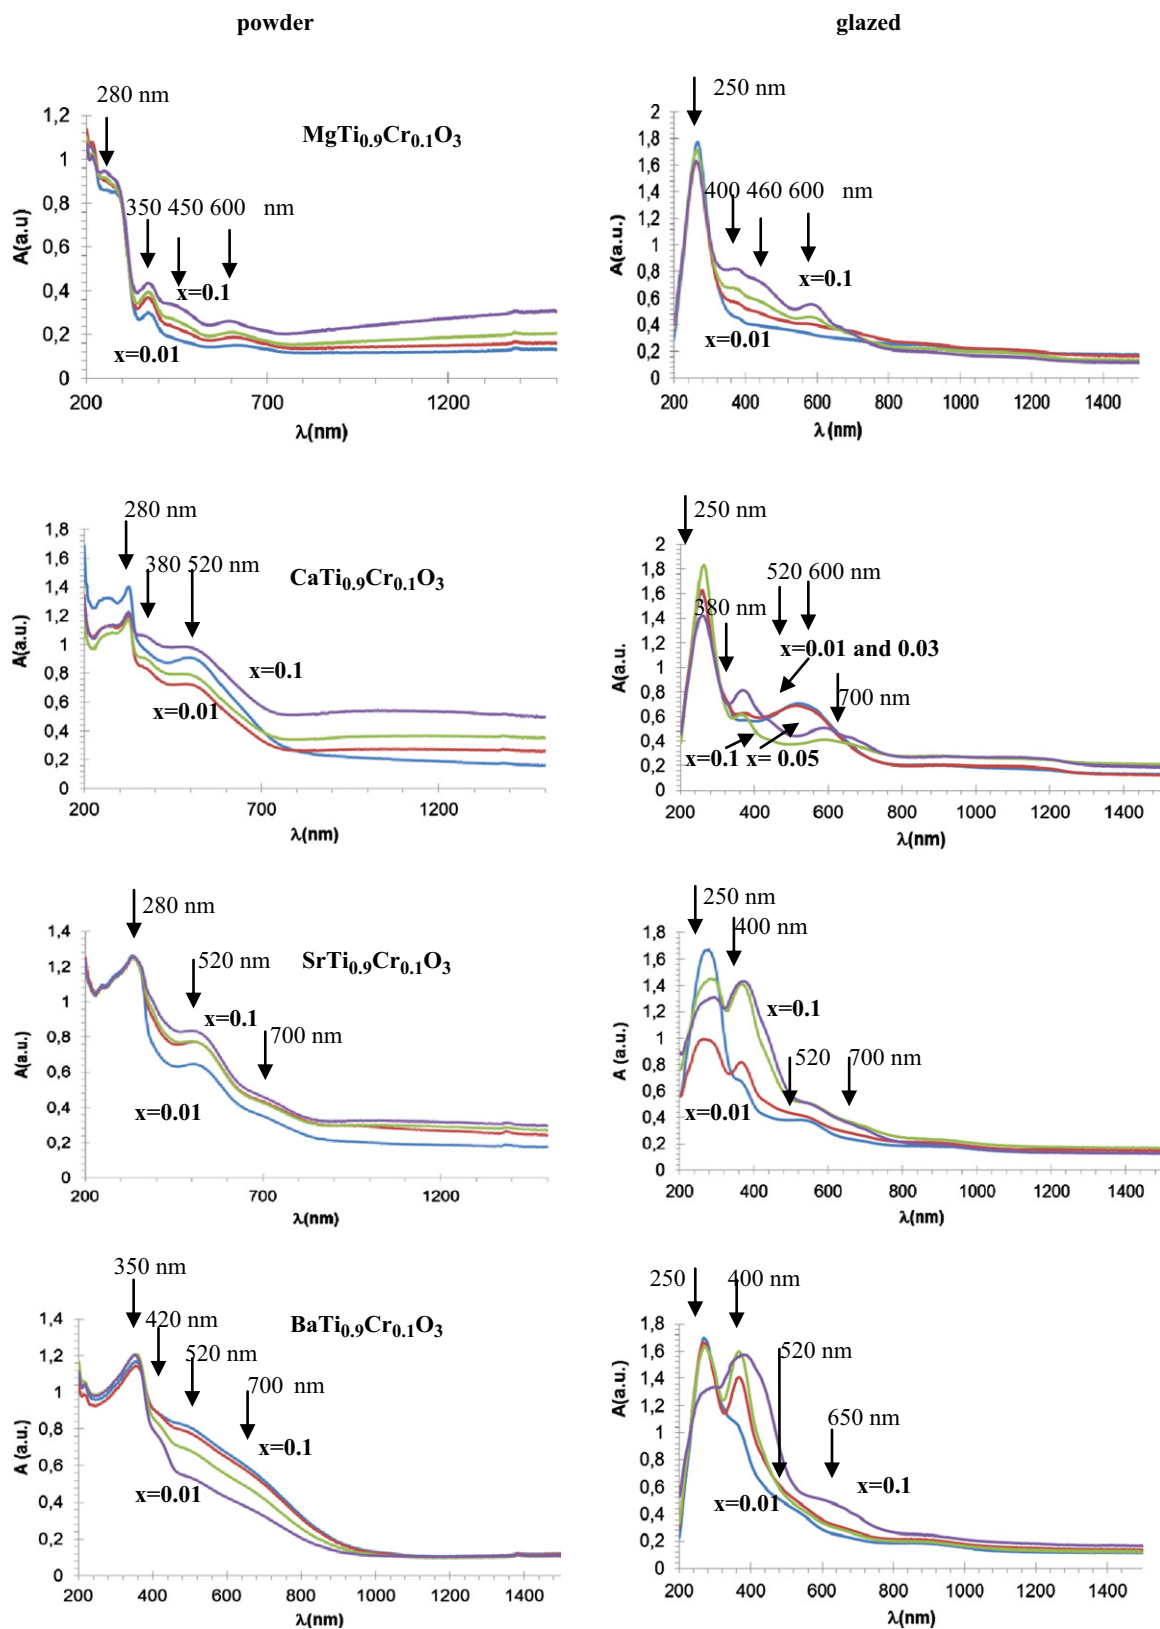 powder
glazed
280 nm
MgTi0.9Cr0.1O3
350 450 600 nm
x=0.1
x=0.01
A(a.u)
1,2
1
0,8
0,6
0,4
0,2
0
200
700
1200
λ(nm)
250 nm
400 460 600 nm
x=0.1
x=0.01
A(a.u.)
2
1,8
1,6
1,4
1,2
1
0,8
0,6
0,4
0,2
0
200 400 600 800 1000 1200 1400
λ (nm)
280 nm
380 520 nm
CaTi0.9Cr0.1O3
x=0.1
x=0.01
A(a.u.)
1,8
1,6
1,4
1,2
1
0,8
0,6
0,4
0,2
0
200
700
1200
λ(nm)
250 nm
520 600 nm
380 nm
x=0.01 and 0.03
700 nm
x=0.1 x= 0.05
A(a.u.
2
1,8
1,6
1,4
1,2
1
0,8
0,6
0,4
0,2
0
200 400 600 800 1000 1200 1400
λ(nm)
280 nm
520 nm
SrTi0.9Cr0.1O3
x=0.1
700 nm
x=0.01
A(a.u.)
1,4
1,2
1
0,8
0,6
0,4
0,2
0
200
700
1200
λ(nm)
250 nm
400 nm
x=0.1
520
700 nm
x=0.01
A (a.u.)
1,8
1,6
1,4
1,2
1
0,8
0,6
0,4
0,2
0
200 400 600 800 1000 1200 1400
λ(nm)
350 nm
420 nm
BaTi0.9Cr0.1O3
520 nm
700 nm
x=0.1
x=0.01
A (a.u.)
1,4
1,2
1
0,8
0,6
0,4
0,2
0
200 400 600 800 1000 1200 1400
λ(nm)
250
400 nm
520 nm
650 nm
x=0.1
x=0.01
A(a.u.)
1,8
1,6
1,4
1,2
1
0,8
0,6
0,4
0,2
0
200 400 600 800 1000 1200 1400
λ(nm)